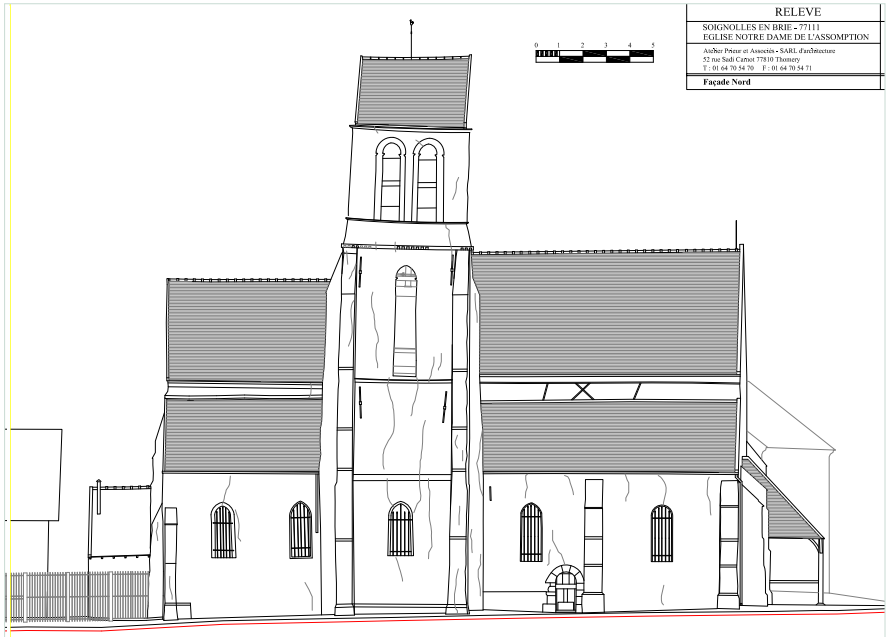 0 1 2 3 4 5
RELEVE
SOIGNOLLES EN BRIE - 77111
EGLISE NOTRE DAME DE L'ASSOMPTION
Atelier Prieur et Associés - SARL d'architecture
52 rue Sadi Carnot 77810 Thomery
T : 01 64 70 54 70 F : 01 64 70 54 71
Façade Nord